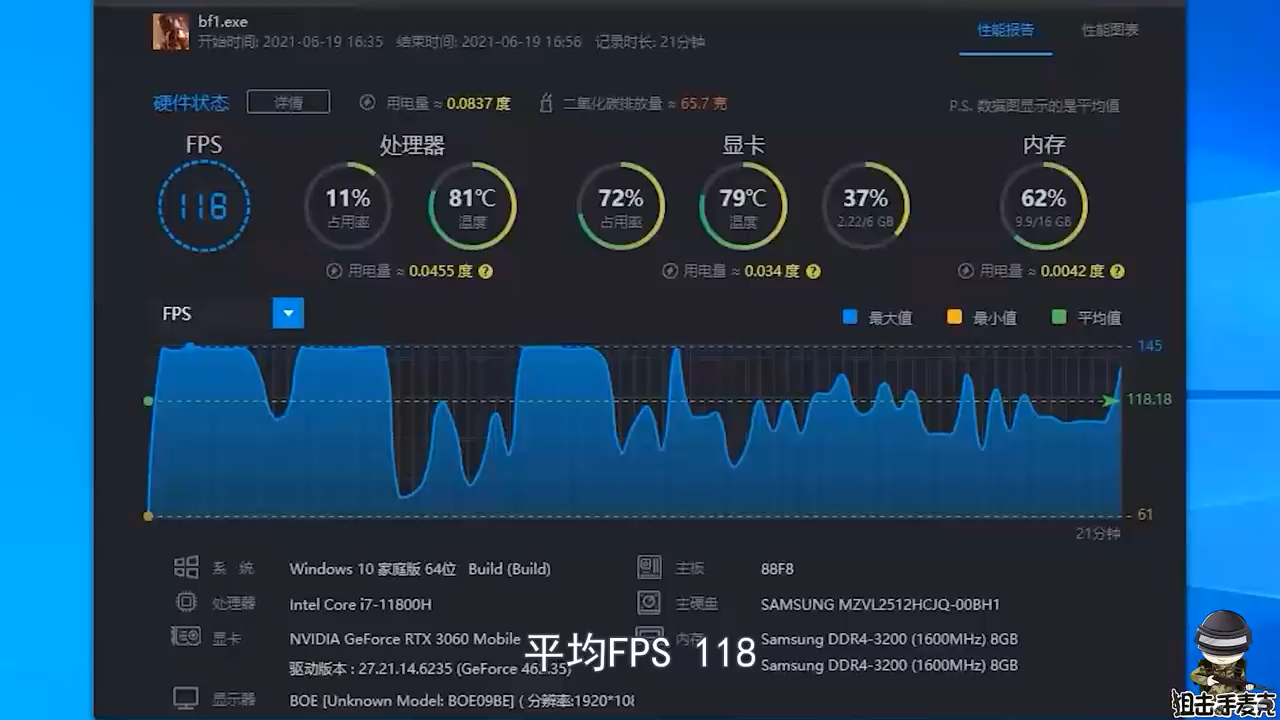 bf1.exe
开始时间: 2021-06-19 16:35 结束时间: 2021-06-19 16:56 记录时长: 21分钟
性能报告 性能图表
硬件状态 详情 用电量 ≈ 0.0837 度 二氧化碳排放量 ≈ 65.7 克
P.S. 数据图显示的是平均值
FPS 处理器 显卡 内存
118
11% 81℃ 72% 79℃ 37% 62%
占用率 温度 占用率 温度 2.22/6 GB 9.9/16 GB
用电量 ≈ 0.0455 度 ? 用电量 ≈ 0.034 度 ? 用电量 ≈ 0.0042 度 ?
FPS 最大值 最小值 平均值
145
118.18
61
21分钟
系 统 Windows 10 家庭版 64位 Build (Build) 主板 88F8
处理器 Intel Core i7-11800H 主硬盘 SAMSUNG MZVL2512HCJQ-00BH1
显卡 NVIDIA GeForce RTX 3060 Mobile 内存 Samsung DDR4-3200 (1600MHz) 8GB
驱动版本 : 27.21.14.6235 (GeForce Samsung DDR4-3200 (1600MHz) 8GB
平均FPS 118
显示器 BOE [Unknown Model: BOE09BE] ( 分辨率:1920*108
狙击手麦克